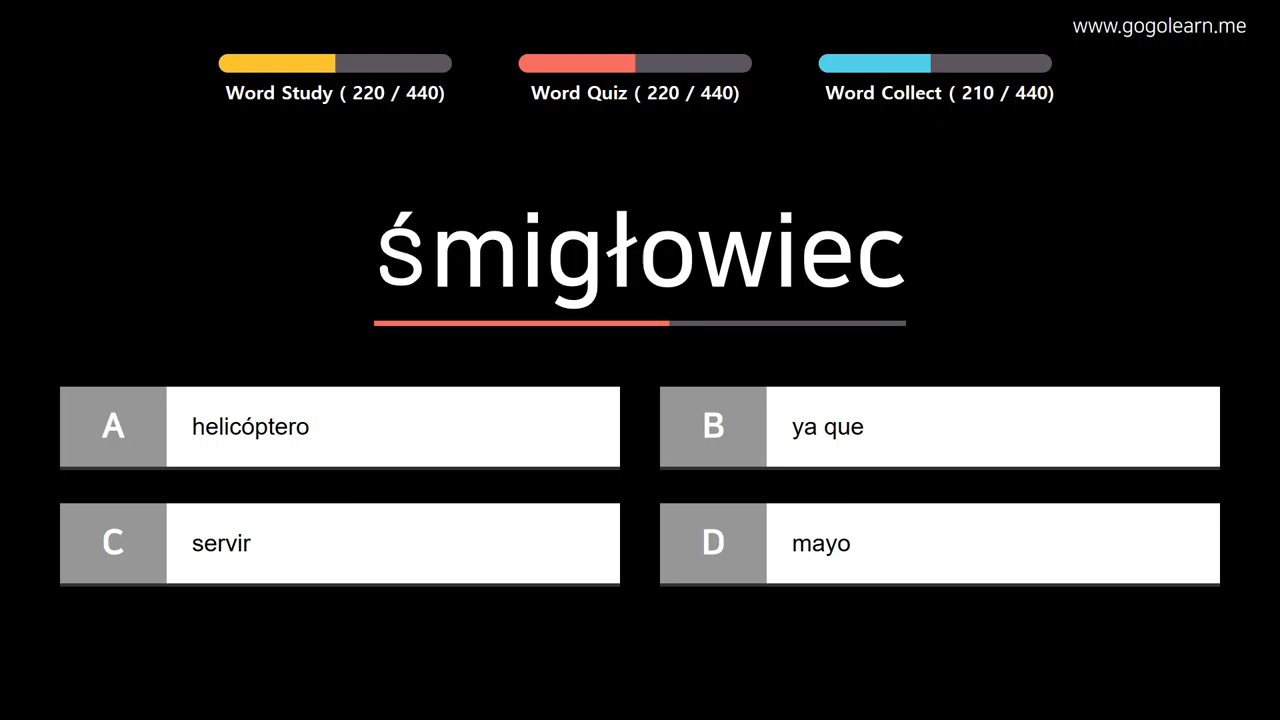 www.gogolearn.me
Word Study ( 220 / 440)
Word Quiz ( 220 / 440)
Word Collect ( 210 / 440)
śmigłowiec
A helicóptero
B ya que
C servir
D mayo